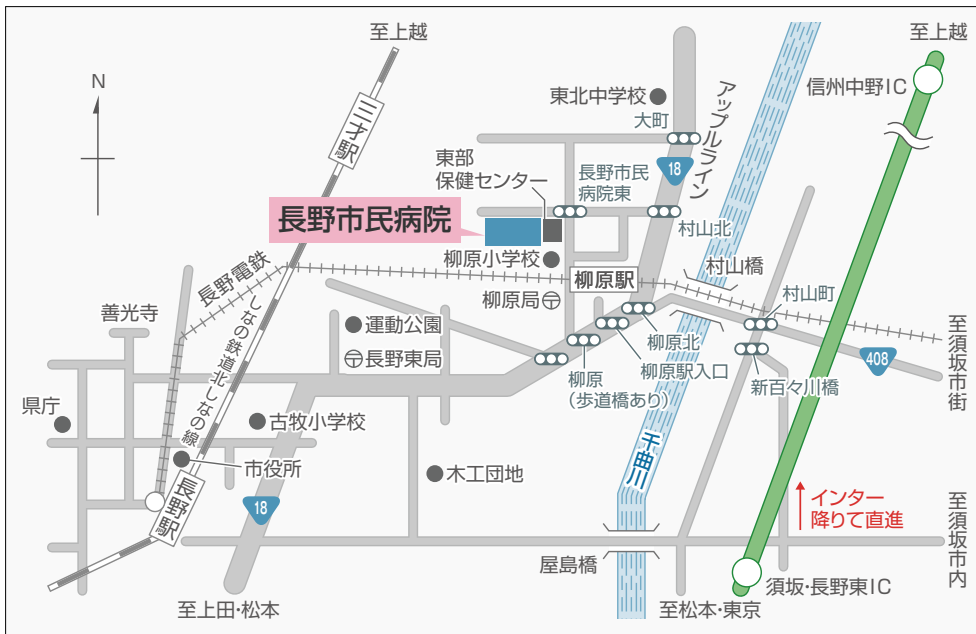 至上越
至上越
N
三才駅
東北中学校
大町
アップルライン
18
信州中野IC
東部
保健センター
長野市民
病院東
長野市民病院
村山北
柳原小学校
村山橋
長野電鉄
柳原駅
柳原局
村山町
善光寺
運動公園
長野東局
柳原北
柳原駅入口
柳原
(歩道橋あり)
新百々川橋
408
至須坂市街
しなの鉄道北しなの線
県庁
古牧小学校
市役所
木工団地
千曲川
長野駅
18
インター
降りて直進
至須坂市内
屋島橋
須坂・長野東IC
至上田・松本
至松本・東京